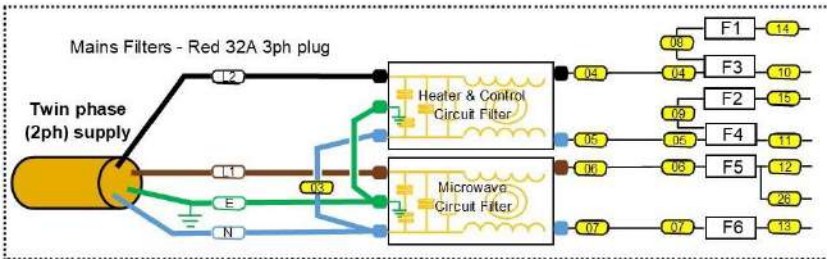 Mains Filters - Red 32A 3ph plug
Twin phase
(2ph) supply
L2
L1
E
N
03
Heater & Control
Circuit Filter
Microwave
Circuit Filter
04
05
06
07
04
05
06
07
08
09
F1
F3
F2
F4
F5
F6
14
10
15
11
12
26
13